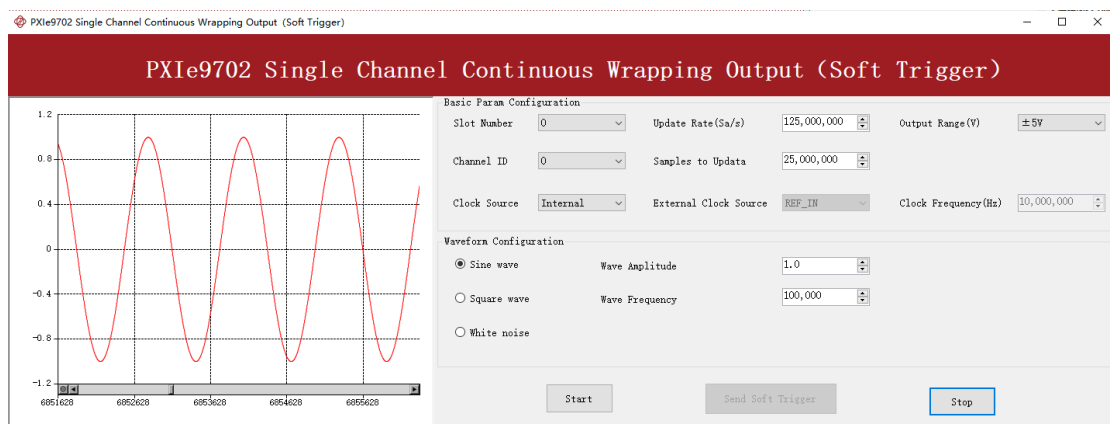 PXIe9702 Single Channel Continuous Wrapping Output (Soft Trigger)
PXIe9702 Single Channel Continuous Wrapping Output (Soft Trigger)
Basic Param Configuration
Slot Number 0 Update Rate(Sa/s) 125,000,000 Output Range(V) ±5V
Channel ID 0 Samples to Updata 25,000,000
Clock Source Internal External Clock Source REF_IN Clock Frequency(Hz) 10,000,000
Waveform Configuration
Sine wave Wave Amplitude 1.0
Square wave Wave Frequency 100,000
White noise
Start Send Soft Trigger Stop
1.2
0.8
0.4
0
-0.4
-0.8
-1.2
6851628 6852628 6853628 6854628 6855628